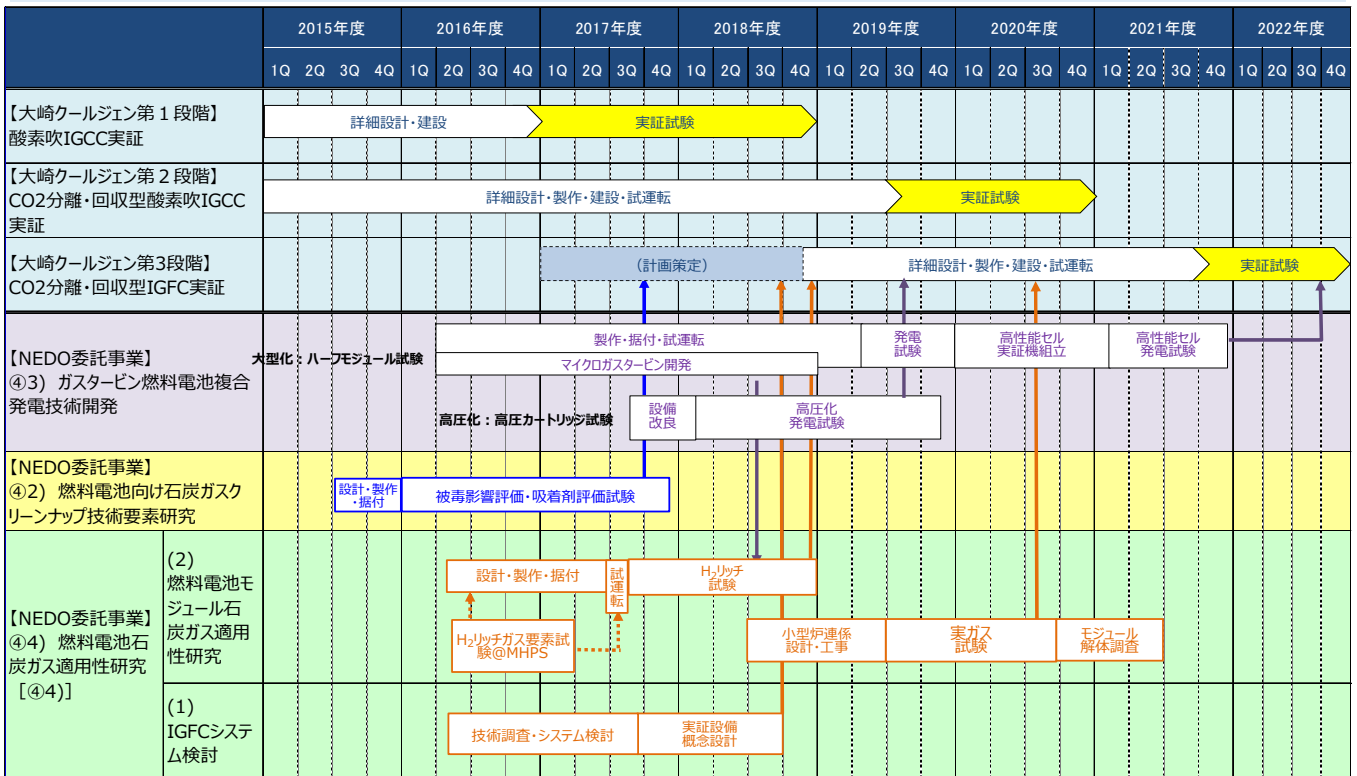 2015年度 2016年度 2017年度 2018年度 2019年度 2020年度 2021年度 2022年度
1Q 2Q 3Q 4Q 1Q 2Q 3Q 4Q 1Q 2Q 3Q 4Q 1Q 2Q 3Q 4Q 1Q 2Q 3Q 4Q 1Q 2Q 3Q 4Q 1Q 2Q 3Q 4Q 1Q 2Q 3Q 4Q
【大崎クールジェン第１段階】
酸素吹IGCC実証
詳細設計・建設
実証試験
【大崎クールジェン第２段階】
CO2分離・回収型酸素吹IGCC
実証
詳細設計・製作・建設・試運転
実証試験
【大崎クールジェン第3段階】
CO2分離・回収型IGFC実証
(計画策定)
詳細設計・製作・建設・試運転
実証試験
【NEDO委託事業】
④3) ガスタービン燃料電池複合
発電技術開発
大型化：ハーフモジュール試験
製作・据付・試運転
マイクロガスタービン開発
発電
試験
高性能セル
実証機組立
高性能セル
発電試験
高圧化：高圧カートリッジ試験
設備
改良
高圧化
発電試験
【NEDO委託事業】
④2) 燃料電池向け石炭ガスク
リーンナップ技術要素研究
設計・製作
・据付
被毒影響評価・吸着剤評価試験
【NEDO委託事業】
④4) 燃料電池石
炭ガス適用性研究
[④4)]
(2)
燃料電池モ
ジュール石
炭ガス適用
性研究
設計・製作・据付
試
運
転
H₂リッチ
試験
H₂リッチガス要素試
験@MHPS
小型炉連係
設計・工事
実ガス
試験
モジュール
解体調査
(1)
IGFCシステ
ム検討
技術調査・システム検討
実証設備
概念設計